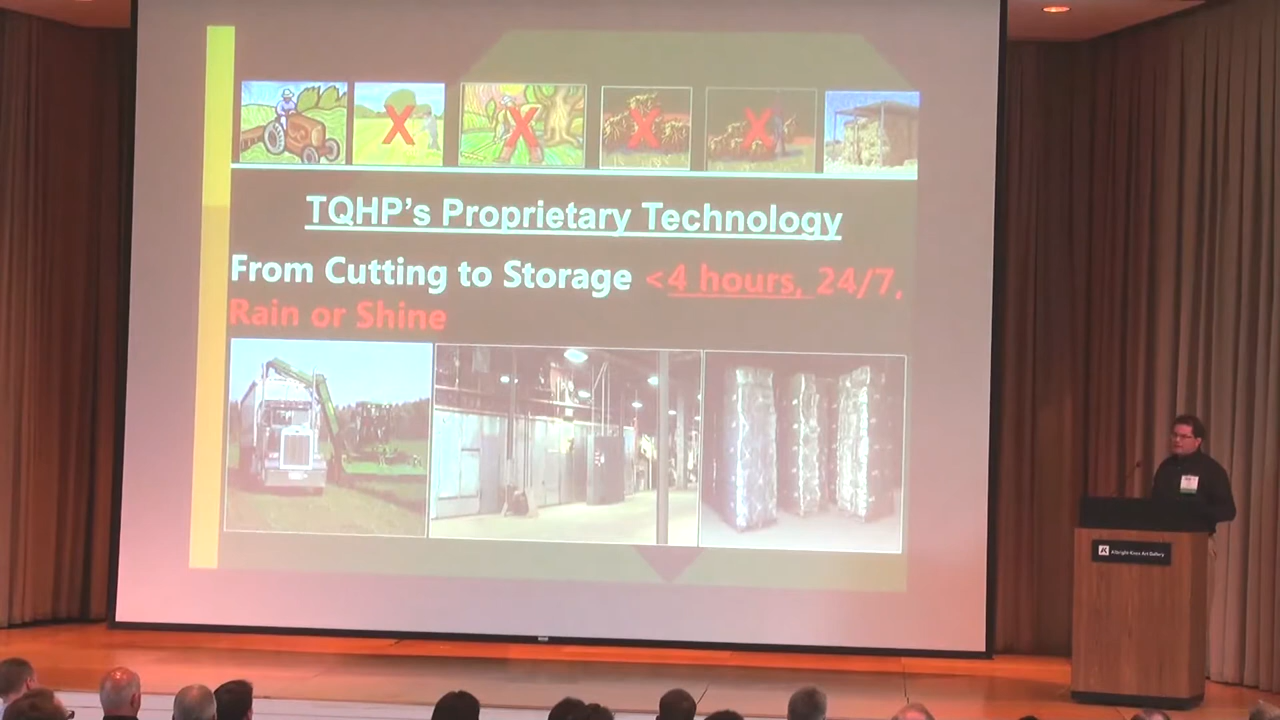 X X X X
TQHP's Proprietary Technology
From Cutting to Storage <4 hours, 24/7,
Rain or Shine
Albright-Knox Art Gallery